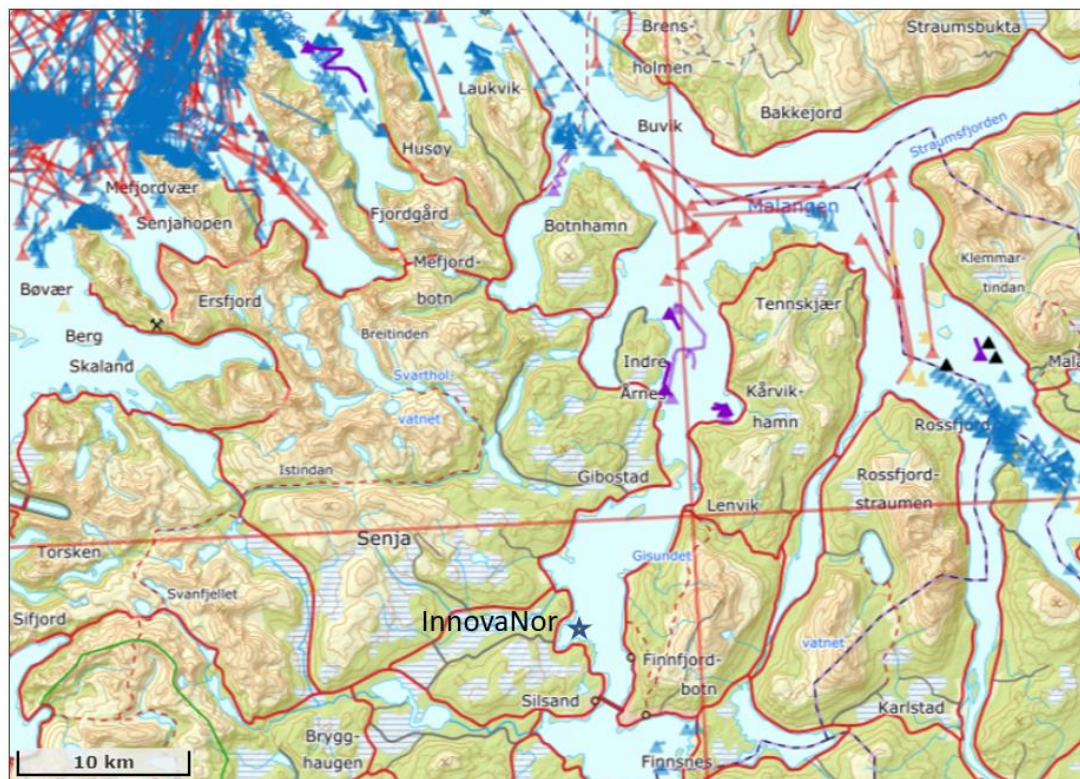 Brens-
holmen
Straumsbukta
Laukvik
Bakkejord
Buvik
Straumsfjorden
Husøy
Mefjordvær
Senjahopen
Fjordgård
Botnhamn
Malangen
Mefjord-
botn
Klemmar-
tindan
Bøvær
Ersfjord
Tennskjær
Berg
Breitinden
Skaland
Svarthol-
vatnet
Indre
Årnes
Kårvik-
hamn
Rossfjord
Istindan
Gibostad
Rossfjord-
straumen
Lenvik
Senja
Torsken
Gisundet
Svanfjellet
Sifjord
InnovaNor
vatnet
Finnfjord-
botn
Silsand
Karlstad
Brygg-
haugen
Finnsnes
10 km